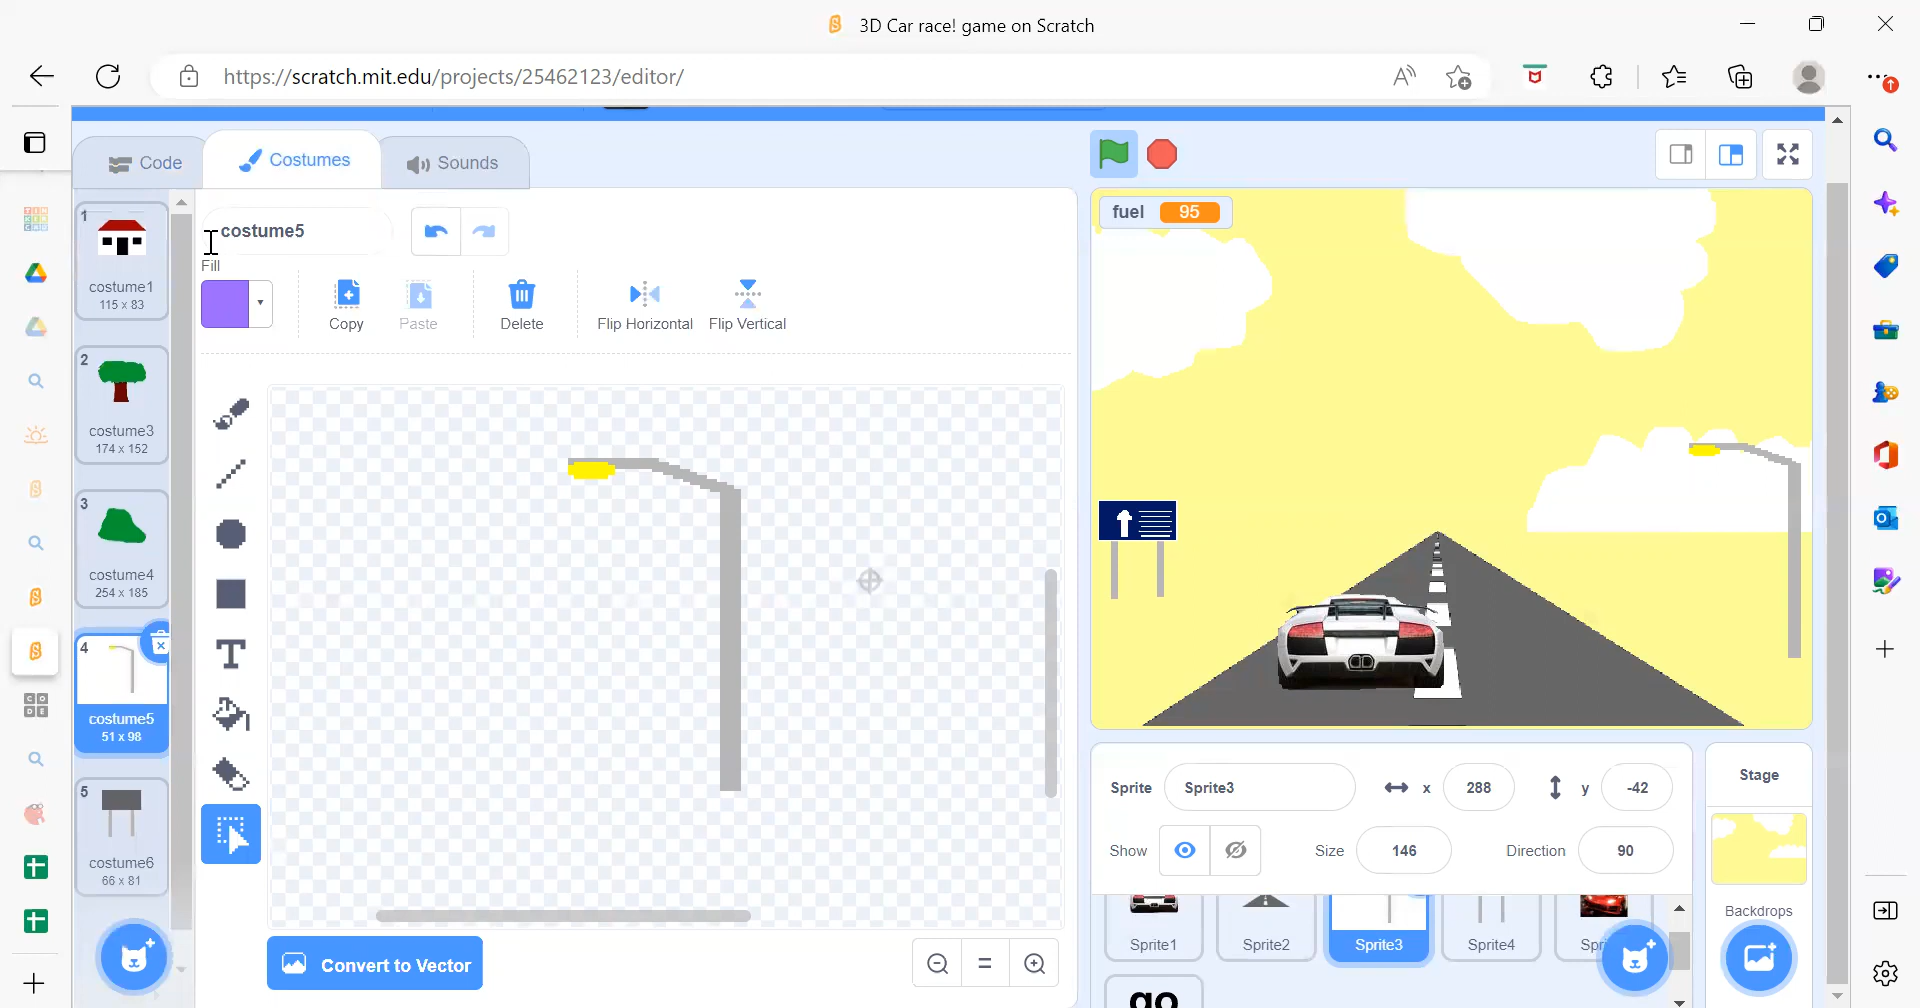 3D Car race! game on Scratch
https://scratch.mit.edu/projects/25462123/editor/
Code
Costumes
Sounds
1
costume1
115 x 83
2
costume3
174 x 152
3
costume4
254 x 185
4
costume5
51 x 98
5
costume6
66 x 81
costume5
Fill
Copy
Paste
Delete
Flip Horizontal
Flip Vertical
T
Convert to Vector
fuel 95
Sprite
Sprite3
x
288
y
-42
Show
Size
146
Direction
90
Sprite1
Sprite2
Sprite3
Sprite4
Spr
go
Stage
Backdrops